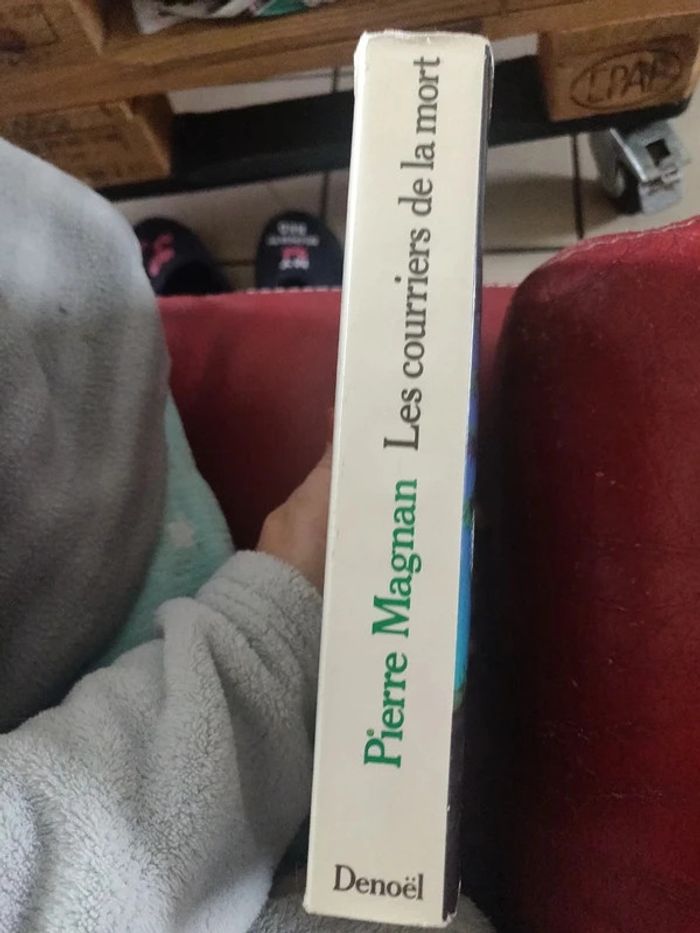 Pierre Magnan Les courriers de la mort
Denoël